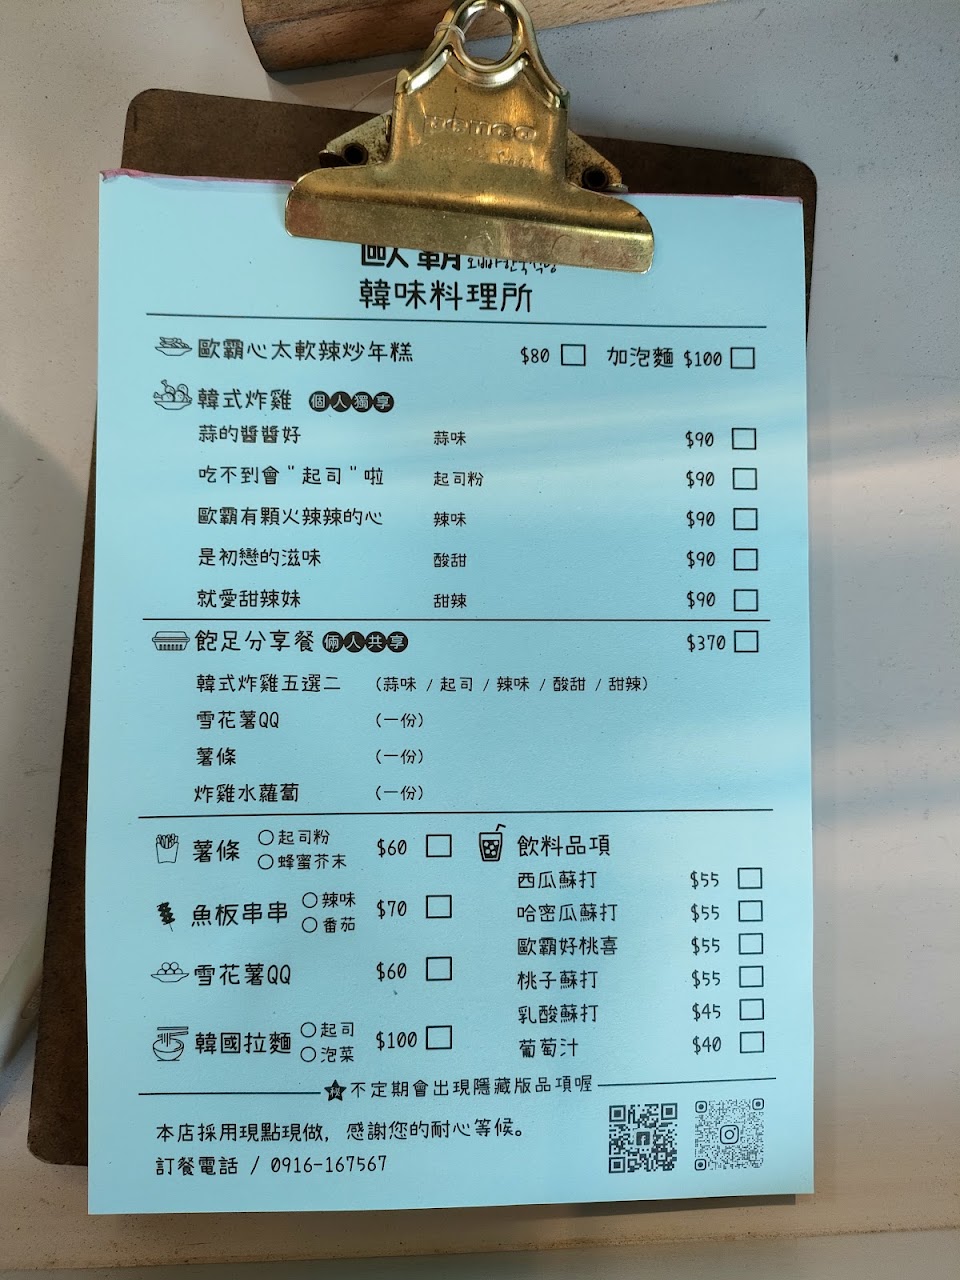 歐霸
韓味料理所
歐霸心太軟辣炒年糕 $80 □ 加泡麵 $100 □
韓式炸雞 個人獨享
蒜的醬醬好 蒜味 $90 □
吃不到會"起司"啦 起司粉 $90 □
歐霸有顆火辣辣的心 辣味 $90 □
是初戀的滋味 酸甜 $90 □
就愛甜辣妹 甜辣 $90 □
飽足分享餐 倆人共享 $370 □
韓式炸雞五選二 (蒜味 / 起司 / 辣味 / 酸甜 / 甜辣)
雪花薯QQ (一份)
薯條 (一份)
炸雞水蘿蔔 (一份)
薯條 ○起司粉 ○蜂蜜芥末 $60 □
魚板串串 ○辣味 ○番茄 $70 □
雪花薯QQ $60 □
韓國拉麵 ○起司 ○泡菜 $100 □
飲料品項
西瓜蘇打 $55 □
哈密瓜蘇打 $55 □
歐霸好桃喜 $55 □
桃子蘇打 $55 □
乳酸蘇打 $45 □
葡萄汁 $40 □
不定期會出現隱藏版品項喔
本店採用現點現做，感謝您的耐心等候。
訂餐電話 / 0916-167567